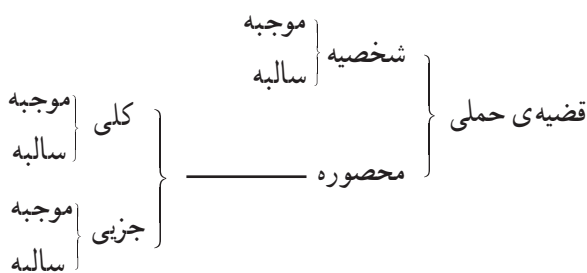 قضیه‌ی حملی
شخصیه
موجبه
سالبه
محصوره
کلی
موجبه
سالبه
جزیی
موجبه
سالبه